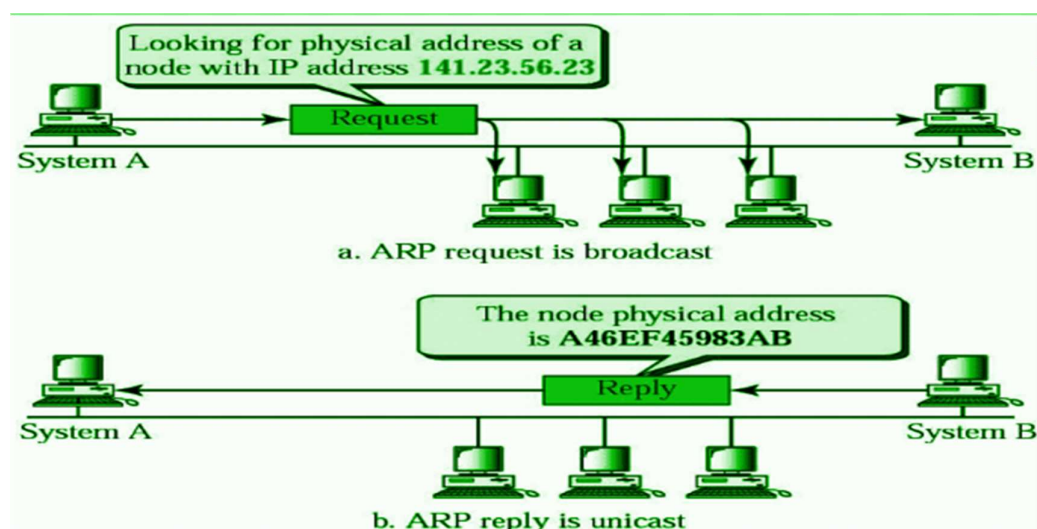 Looking for physical address of a
node with IP address 141.23.56.23
Request
System A
System B
a. ARP request is broadcast
The node physical address
is A46EF45983AB
Reply
System A
System B
b. ARP reply is unicast